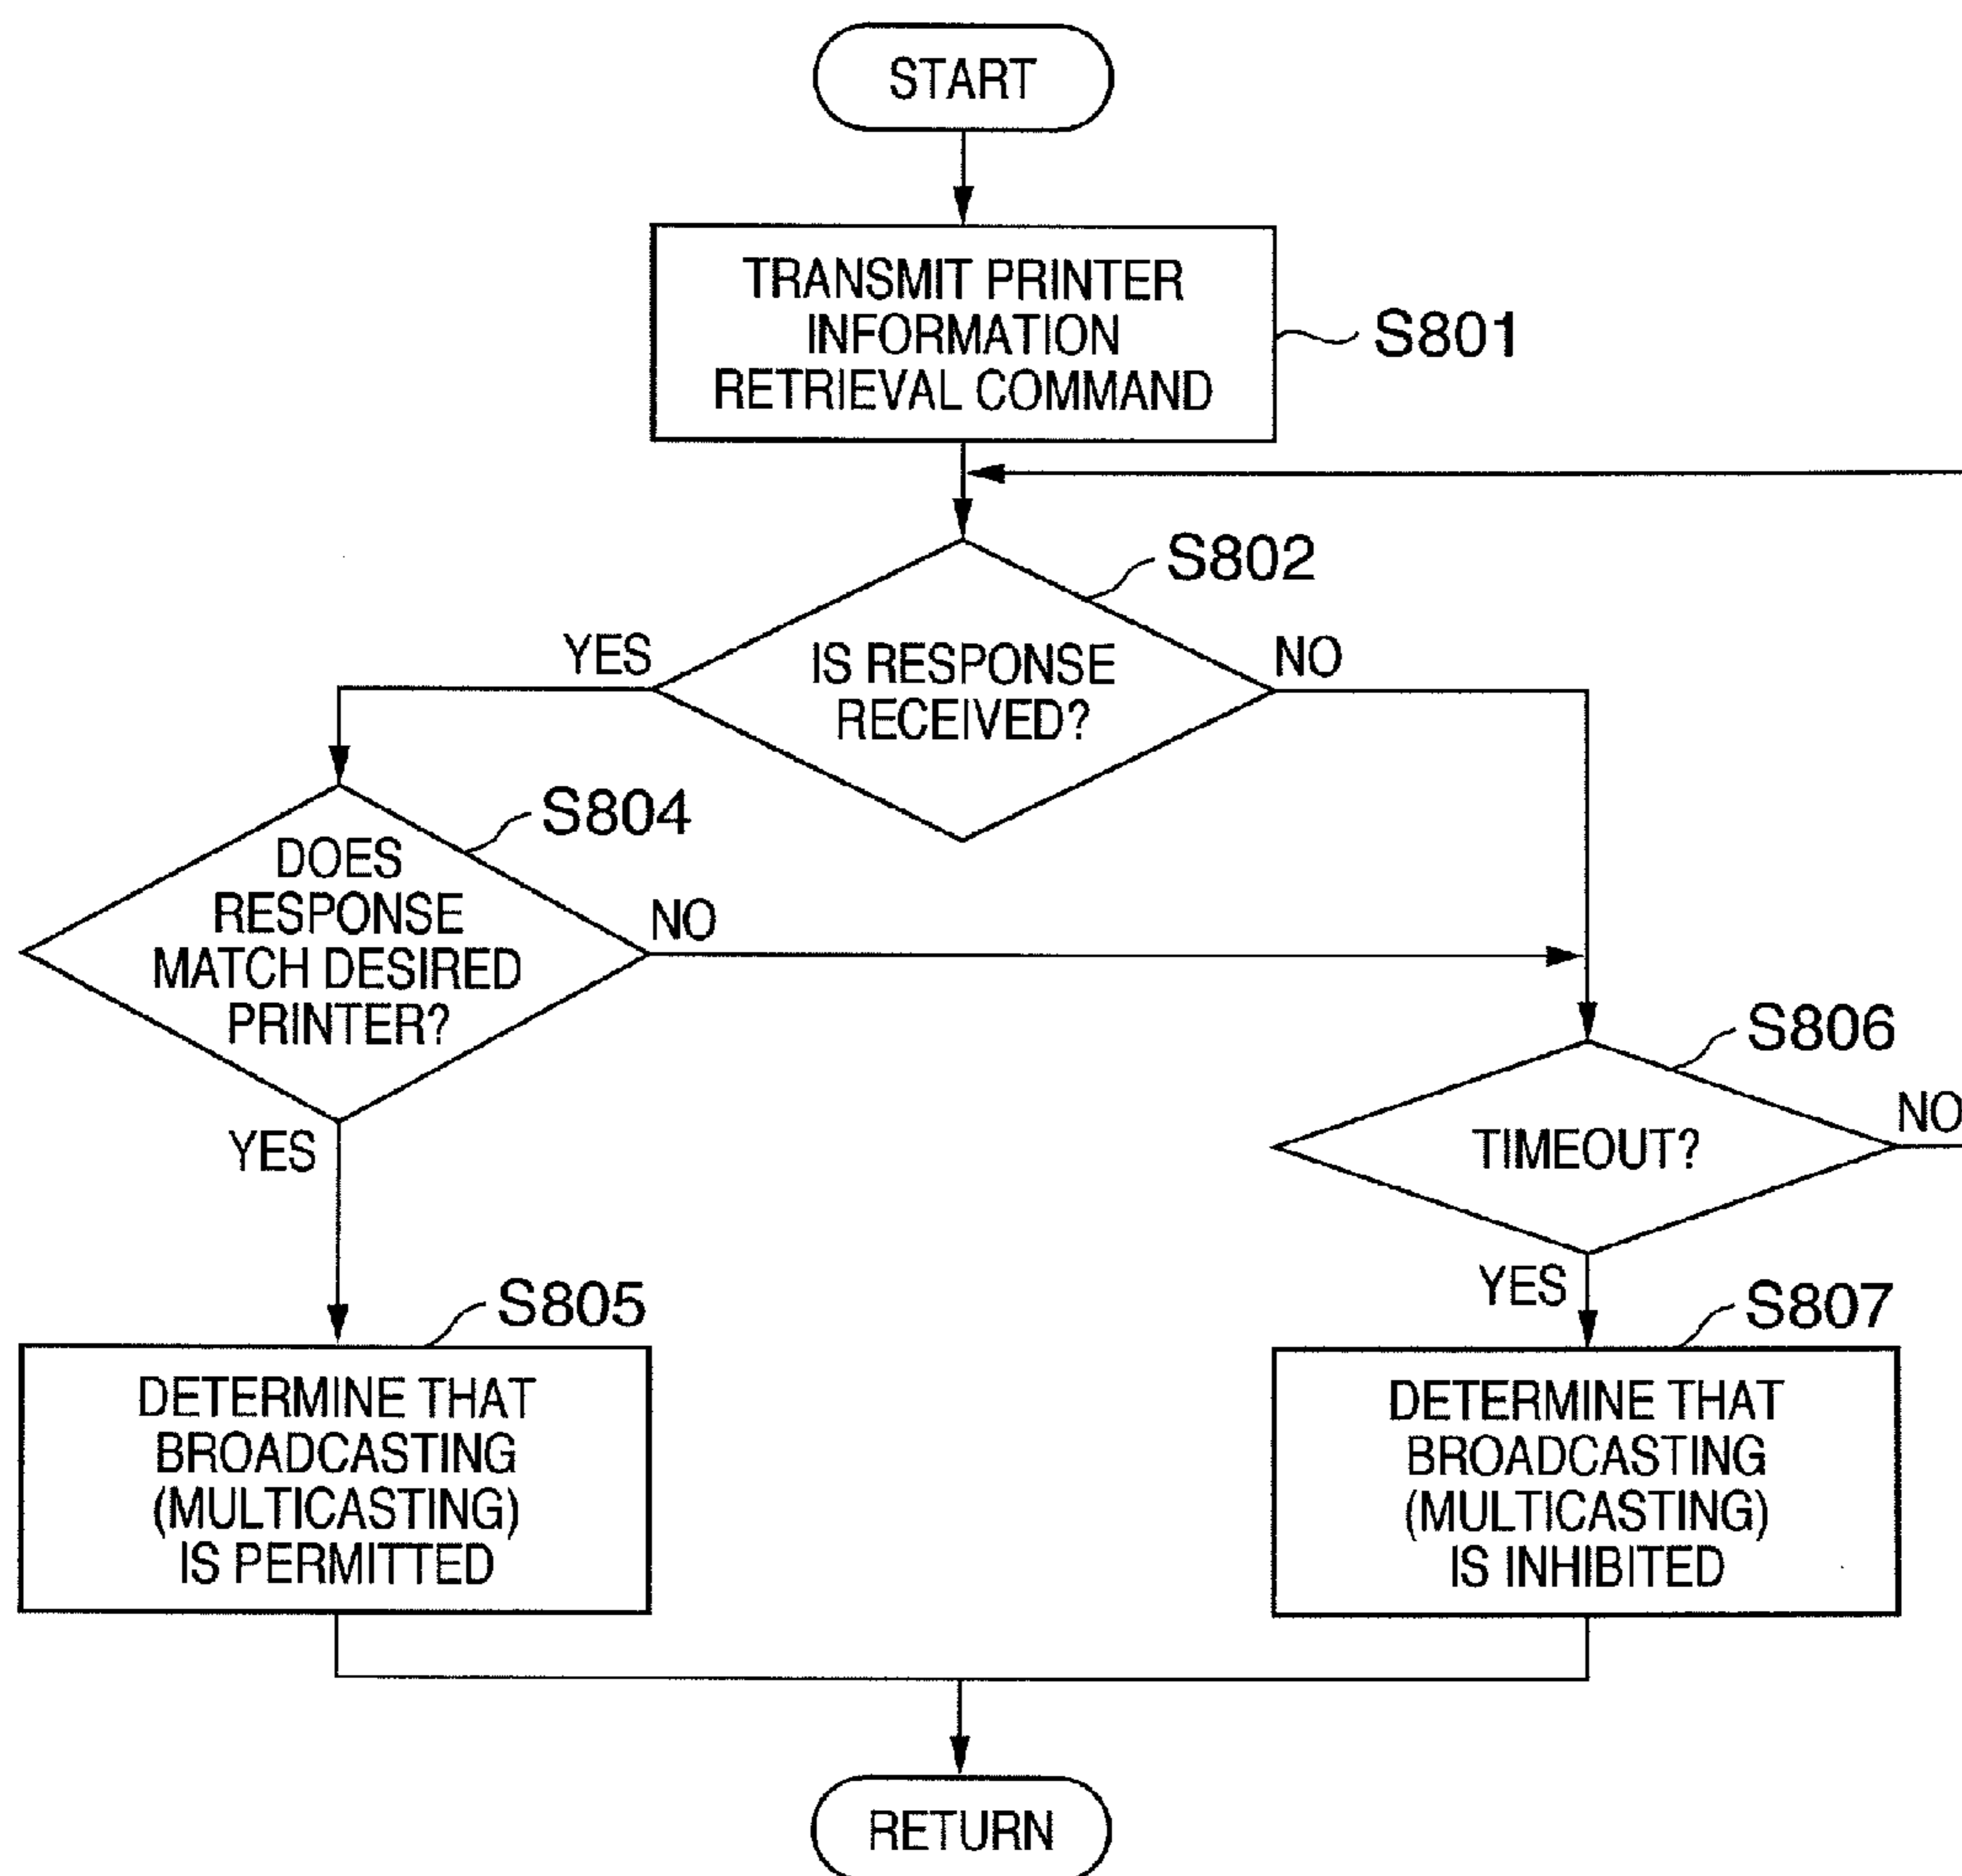 START
TRANSMIT PRINTER
INFORMATION
RETRIEVAL COMMAND
S801
S802
YES
IS RESPONSE
RECEIVED?
NO
S804
DOES
RESPONSE
MATCH DESIRED
PRINTER?
NO
YES
S806
TIMEOUT?
NO
YES
S805
DETERMINE THAT
BROADCASTING
(MULTICASTING)
IS PERMITTED
S807
DETERMINE THAT
BROADCASTING
(MULTICASTING)
IS INHIBITED
RETURN